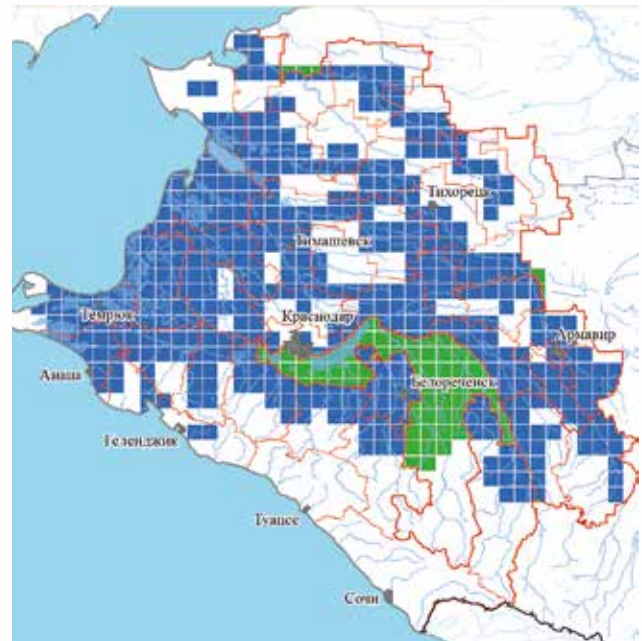 Тихорецк
Тимашевск
Темрюк
Краснодар
Армавир
Анапа
Белореченск
Геленджик
Туапсе
Сочи